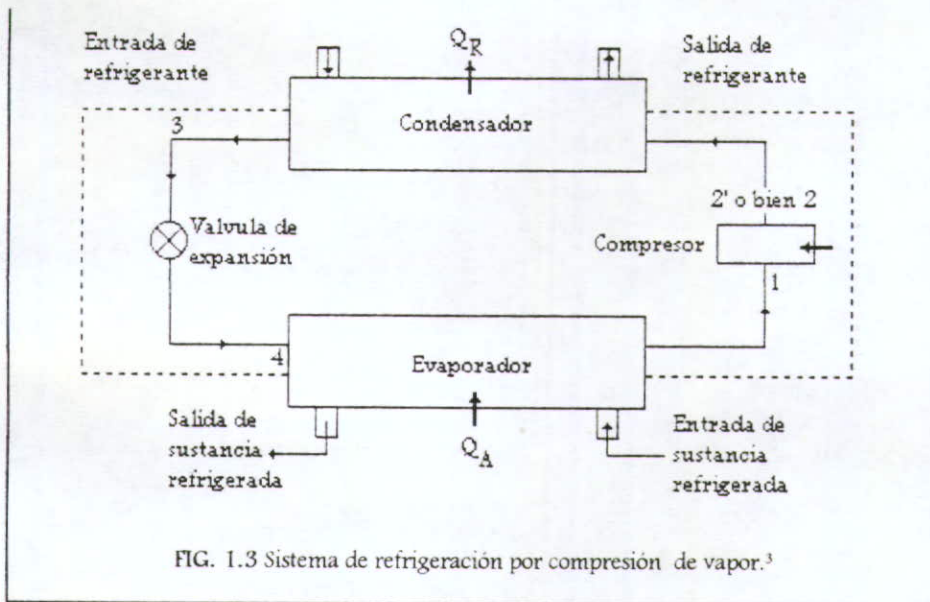 Entrada de
refrigerante
Q_R
Salida de
refrigerante
Condensador
3
2' o bien 2
Valvula de
expansión
Compresor
1
4
Evaporador
Salida de
sustancia
refrigerada
Q_A
Entrada de
sustancia
refrigerada
FIG. 1.3 Sistema de refrigeración por compresión de vapor.³